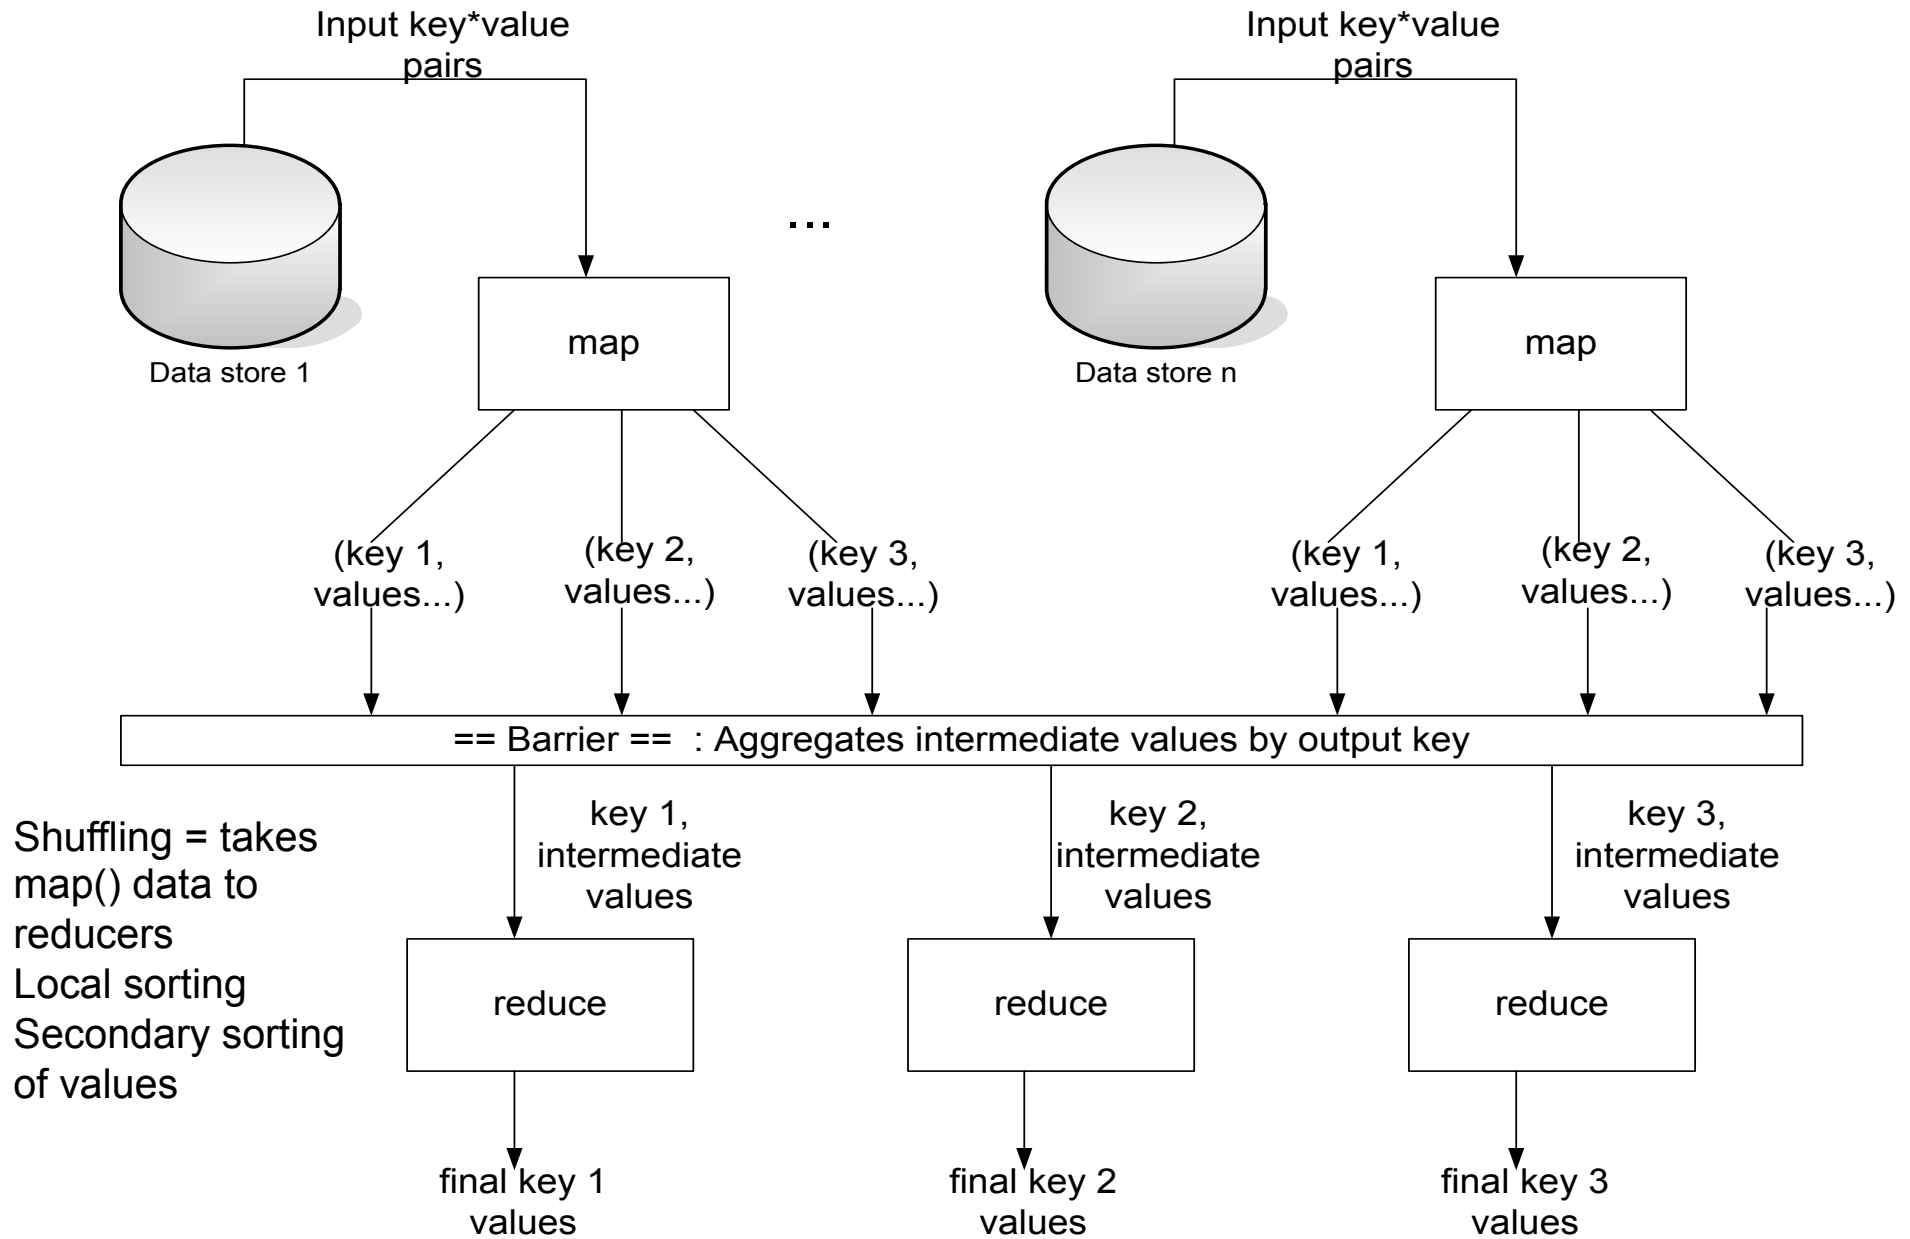 Input key*value
pairs
Input key*value
pairs
...
Data store 1
map
Data store n
map
(key 1,
values...)
(key 2,
values...)
(key 3,
values...)
(key 1,
values...)
(key 2,
values...)
(key 3,
values...)
== Barrier == : Aggregates intermediate values by output key
Shuffling = takes
map() data to
reducers
Local sorting
Secondary sorting
of values
key 1,
intermediate
values
key 2,
intermediate
values
key 3,
intermediate
values
reduce
reduce
reduce
final key 1
values
final key 2
values
final key 3
values